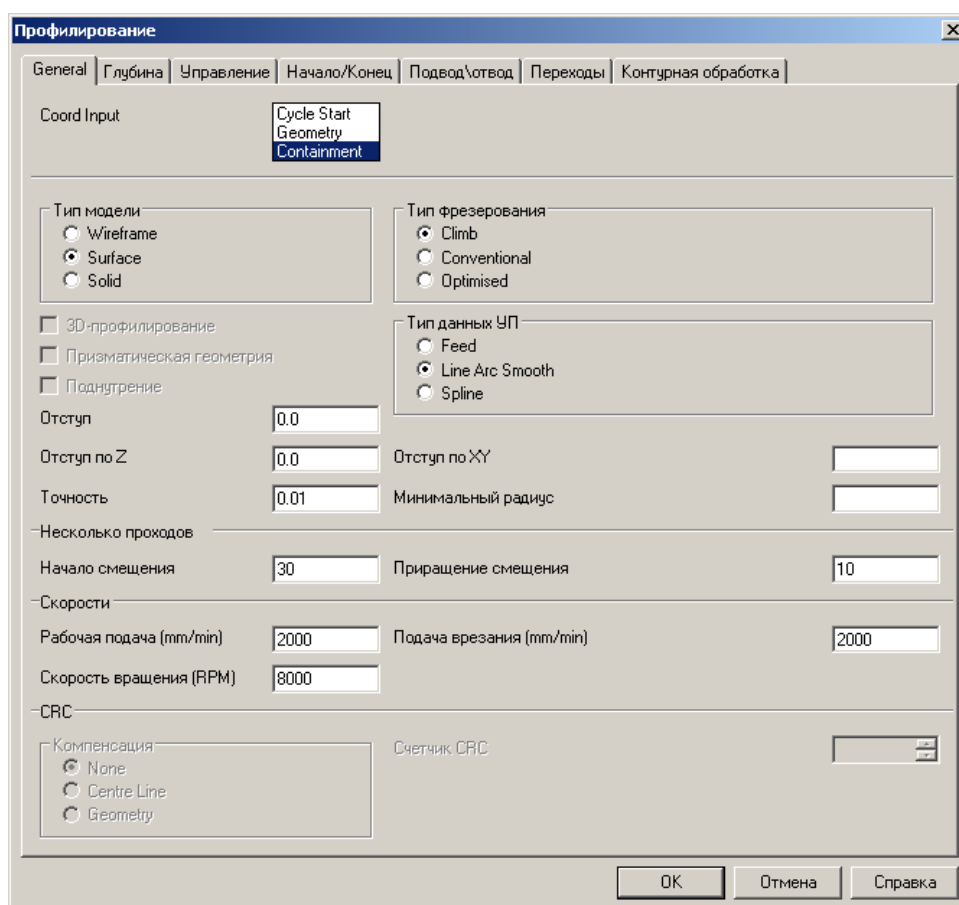 Профилирование
General Глубина Управление Начало/Конец Подвод\отвод Переходы Контурная обработка
Coord Input
Cycle Start
Geometry
Containment
Тип модели
Wireframe
Surface
Solid
Тип фрезерования
Climb
Conventional
Optimised
3D-профилирование
Призматическая геометрия
Поднутрение
Тип данных УП
Feed
Line Arc Smooth
Spline
Отступ 0.0
Отступ по Z 0.0 Отступ по XY
Точность 0.01 Минимальный радиус
Несколько проходов
Начало смещения 30 Приращение смещения 10
Скорости
Рабочая подача (mm/min) 2000 Подача врезания (mm/min) 2000
Скорость вращения (RPM) 8000
CRC
Компенсация
None
Centre Line
Geometry
Счетчик CRC
OK Отмена Справка